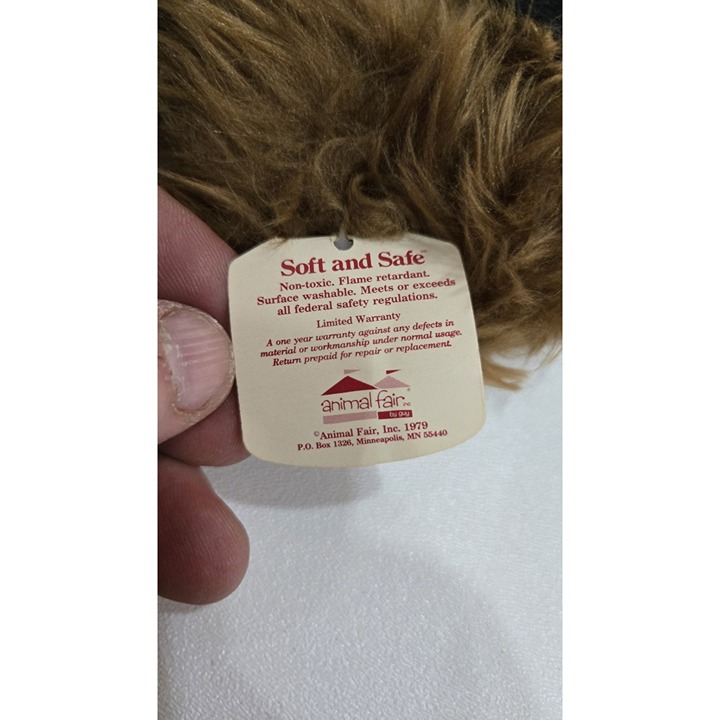 Soft and Safe™
Non-toxic. Flame retardant.
Surface washable. Meets or exceeds
all federal safety regulations.
Limited Warranty
A one year warranty against any defects in
material or workmanship under normal usage.
Return prepaid for repair or replacement.
animal fair inc
by guy
©Animal Fair, Inc. 1979
P.O. Box 1326, Minneapolis, MN 55440